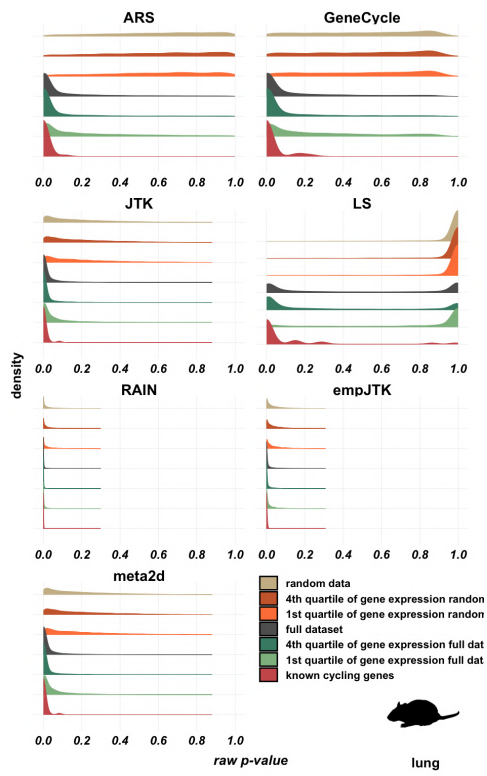 ARS GeneCycle
0.0 0.2 0.4 0.6 0.8 1.0 0.0 0.2 0.4 0.6 0.8 1.0
JTK LS
0.0 0.2 0.4 0.6 0.8 1.0 0.0 0.2 0.4 0.6 0.8 1.0
density
RAIN empJTK
0.0 0.2 0.4 0.6 0.8 1.0 0.0 0.2 0.4 0.6 0.8 1.0
meta2d
0.0 0.2 0.4 0.6 0.8 1.0
raw p-value
random data
4th quartile of gene expression random
1st quartile of gene expression random
full dataset
4th quartile of gene expression full dat
1st quartile of gene expression full data
known cycling genes
lung